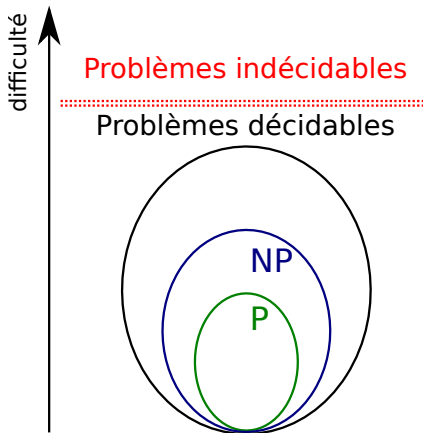 difficulté
Problèmes indécidables
Problèmes décidables
NP
P